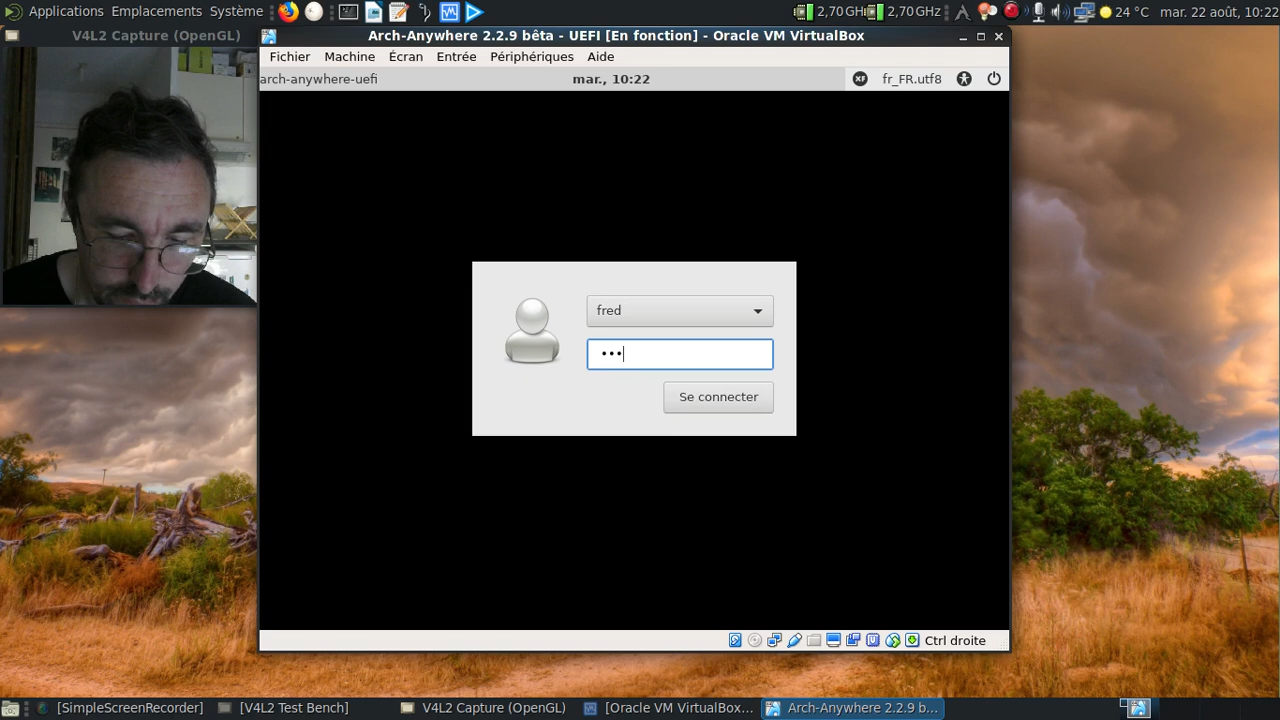 Applications Emplacements Système 2,70 GHz 2,70 GHz 24 °C mar. 22 août, 10:22
V4L2 Capture (OpenGL)
Arch-Anywhere 2.2.9 bêta - UEFI [En fonction] - Oracle VM VirtualBox
Fichier Machine Écran Entrée Périphériques Aide
arch-anywhere-uefi mar., 10:22 fr_FR.utf8
fred
Se connecter
Ctrl droite
[SimpleScreenRecorder] [V4L2 Test Bench] V4L2 Capture (OpenGL) [Oracle VM VirtualBox... Arch-Anywhere 2.2.9 b...